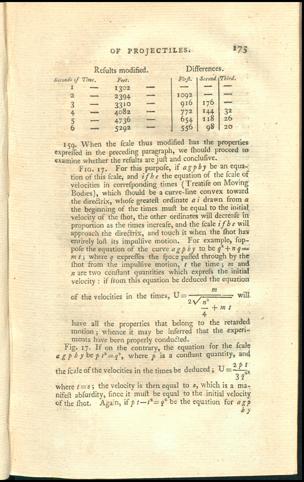 OF PROJECTILES. 175
Results modified. Differences.
Seconds of Time. Feet. First. Second. Third.
1 — 1302 — — — —
2 — 2394 — 1092 — —
3 — 3310 — 916 176 —
4 — 4082 — 772 144 32
5 — 4736 — 654 118 26
6 — 5292 — 556 98 20
159. When the scale thus modified has the properties
expressed in the preceding paragraph, we should proceed to
examine whether the results are just and conclusive.
FIG. 17. For this purpose, if a g p b y be an equa-
tion of this scale, and i f b e the equation of the scale of
velocities in corresponding times (Treatise on Moving
Bodies), which should be a curve-line convex toward
the directrix, whose greatest ordinate a i drawn from a
the beginning of the times must be equal to the initial
velocity of the shot, the other ordinates will decrease in
proportion as the times increase, and the scale i f b e will
approach the directrix, and touch it when the shot has
entirely lost its impulsive motion. For example, sup-
pose the equation of the curve a g p b y to be q² + n q =
m t; where q expresses the space passed through by the
shot from the impulsive motion, t the time; m and
n are two constant quantities which express the initial
velocity: if from this equation be deduced the equation
of the velocities in the times, U = m / 2√(n²/4 + m t) will
have all the properties that belong to the retarded
motion; whence it may be inferred that the experi-
ments have been properly conducted.
Fig. 17. If on the contrary, the equation for the scale
a g p b y be p t² = q³, where p is a constant quantity, and
the scale of the velocities in the times be deduced; U = 2 p t / 3 q²,
where t = o; the velocity is then equal to o, which is a ma-
nifest absurdity, since it must be equal to the initial velocity
of the shot. Again, if p t — t² = q² be the equation for a g p
b y